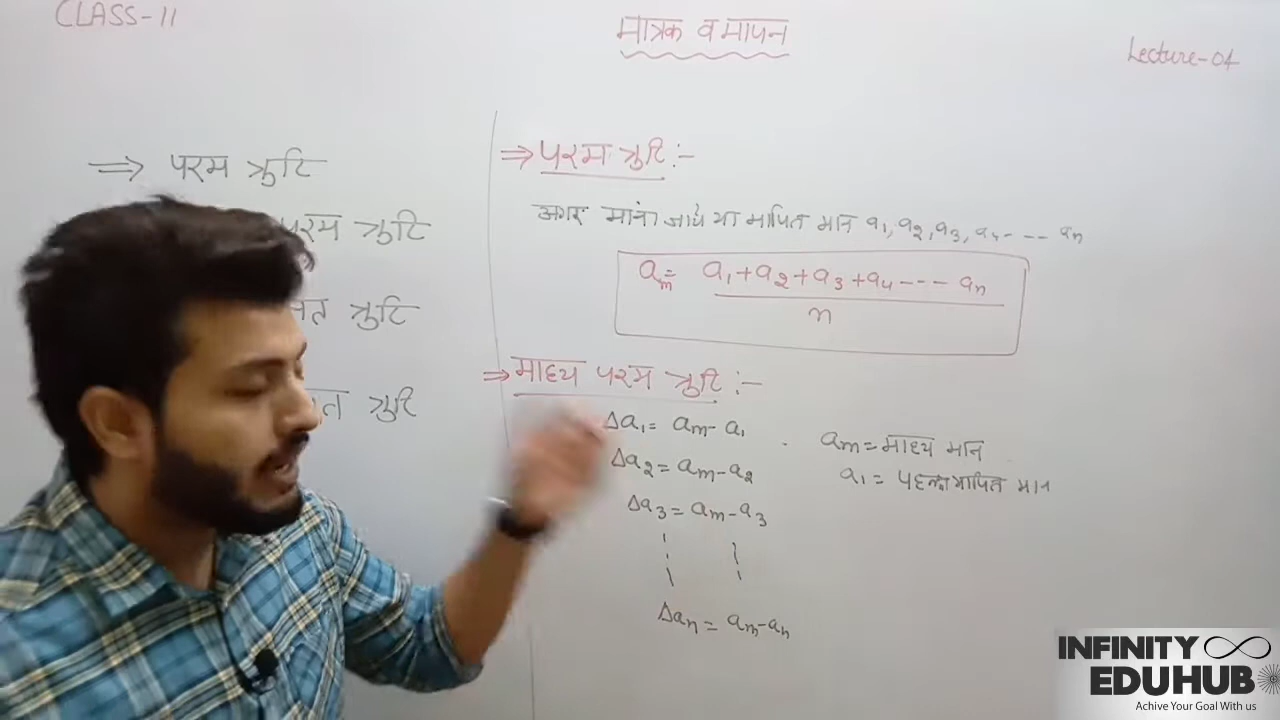 CLASS-11
मात्रक व मापन
Lecture-04
⇒ परम त्रुटि
परम त्रुटि
त्रुटि
त त्रुटि
⇒ परम त्रुटि :-
अगर माना जाये या मापित मान a₁, a₂, a₃, a₄ - - - - aₙ
aₘ = a₁+a₂+a₃+a₄ - - - - aₙ
n
⇒ माध्य परम त्रुटि :-
Δa₁ = aₘ - a₁
Δa₂ = aₘ - a₂
Δa₃ = aₘ - a₃
Δaₙ = aₘ - aₙ
aₘ = माध्य मान
a₁ = पहला मापित मान
INFINITY
EDUHUB
Achive Your Goal With us